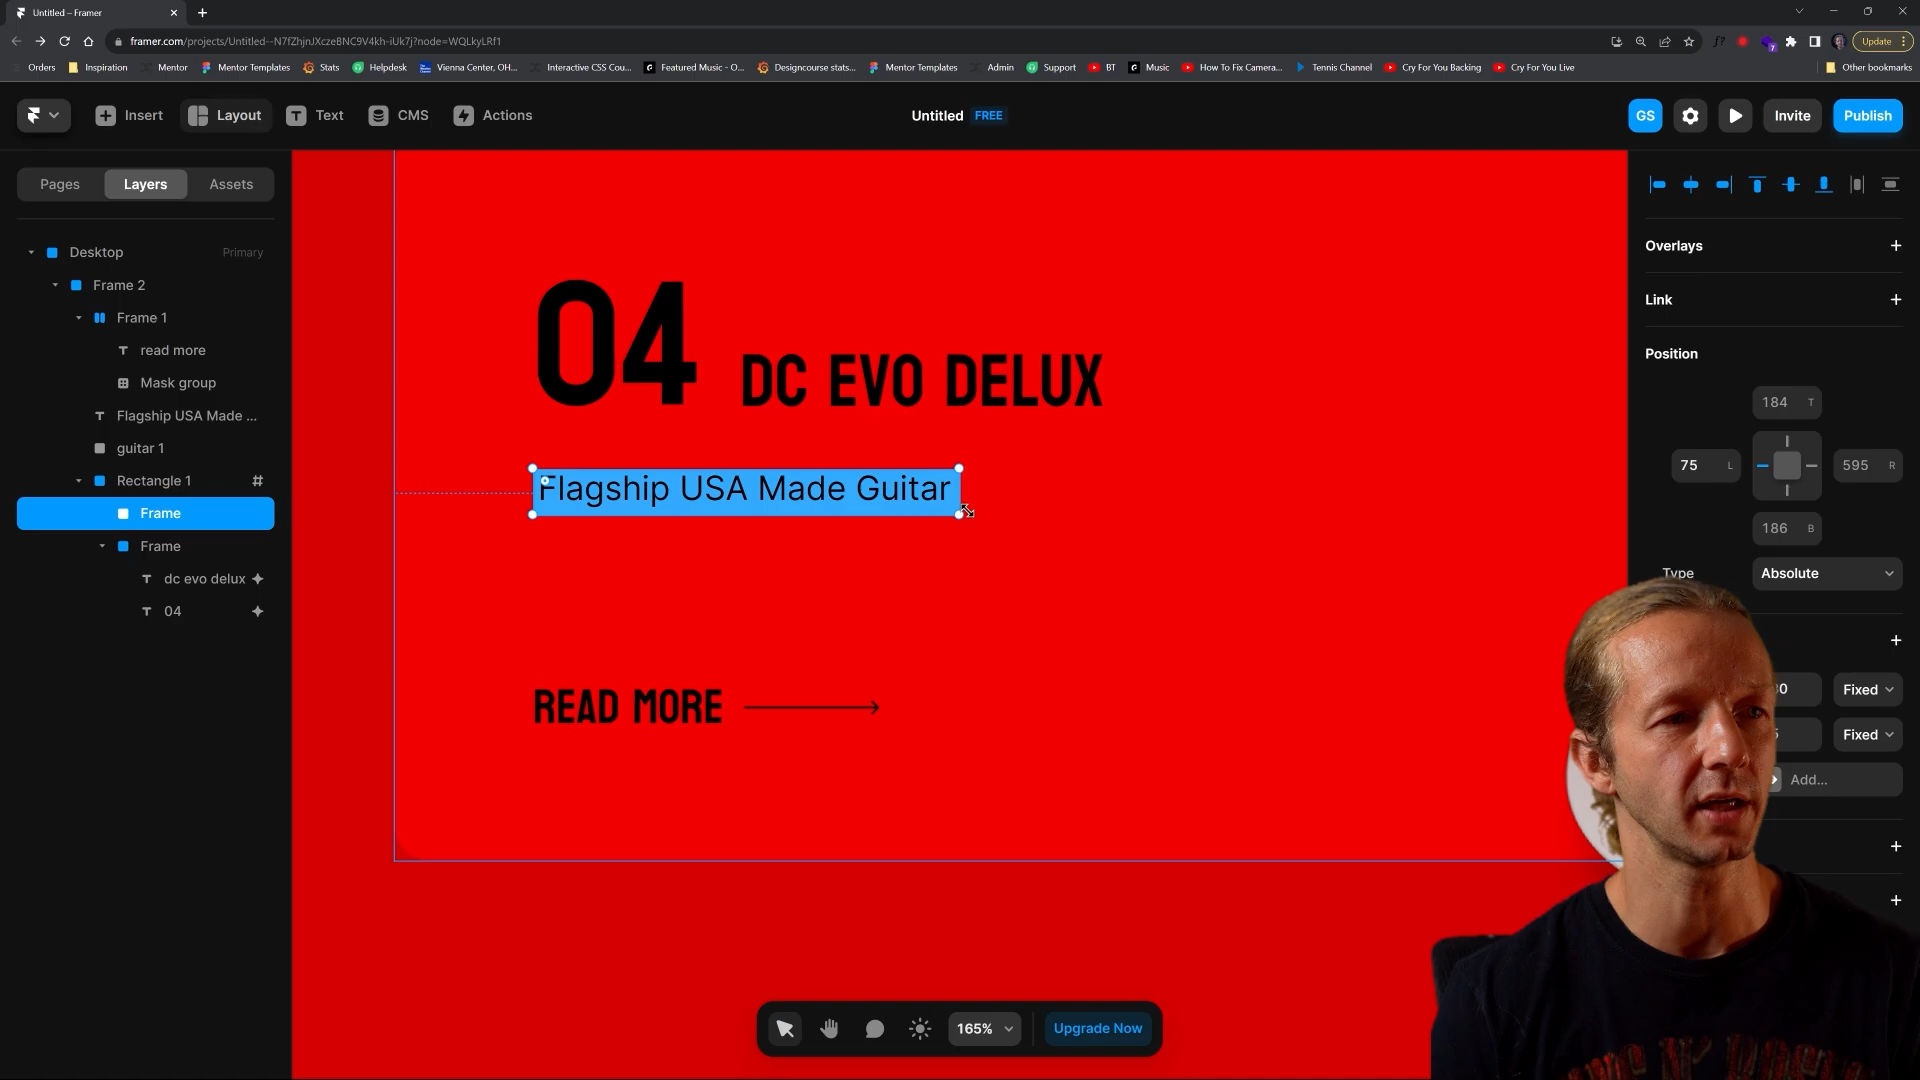 Untitled – Framer
framer.com/projects/Untitled--N7fZhjnJXczeBNC9V4kh-iUk7j?node=WQLkyLRf1
Update
Orders Inspiration Mentor Mentor Templates Stats Helpdesk Vienna Center, OH... Interactive CSS Cou... Featured Music - O... Designcourse stats... Mentor Templates Admin Support BT Music How To Fix Camera... Tennis Channel Cry For You Backing Cry For You Live Other bookmarks
Insert Layout Text CMS Actions Untitled FREE GS Invite Publish
Pages Layers Assets
Desktop Primary
Frame 2
Frame 1
read more
Mask group
Flagship USA Made ...
guitar 1
Rectangle 1
Frame
Frame
dc evo delux
04
04 DC EVO DELUX
Flagship USA Made Guitar
READ MORE
165% Upgrade Now
Overlays
Link
Position
184 T
75 L
595 R
186 B
Type Absolute
Fixed
Fixed
Add...